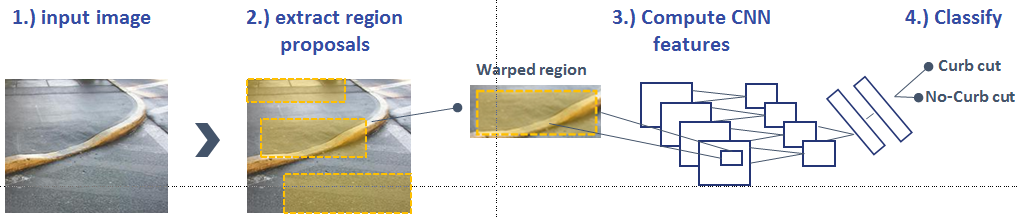 1.) input image
2.) extract region
proposals
3.) Compute CNN
features
4.) Classify
Warped region
Curb cut
No-Curb cut